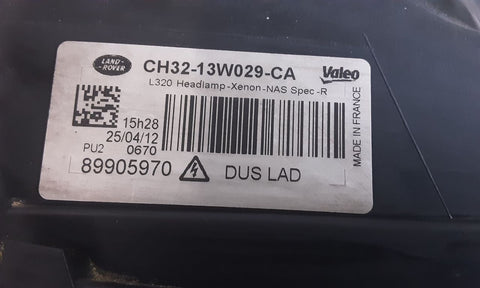 LAND-
ROVER
CH32-13W029-CA
Valeo
L320 Headlamp-Xenon-NAS Spec-R
15h28
25/04/12
PU2 0670
89905970
DUS LAD
MADE IN FRANCE